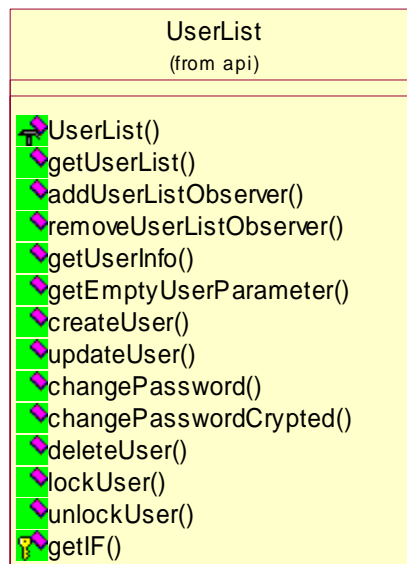 UserList
(from api)
UserList()
getUserList()
addUserListObserver()
removeUserListObserver()
getUserInfo()
getEmptyUserParameter()
createUser()
updateUser()
changePassword()
changePasswordCrypted()
deleteUser()
lockUser()
unlockUser()
getIF()